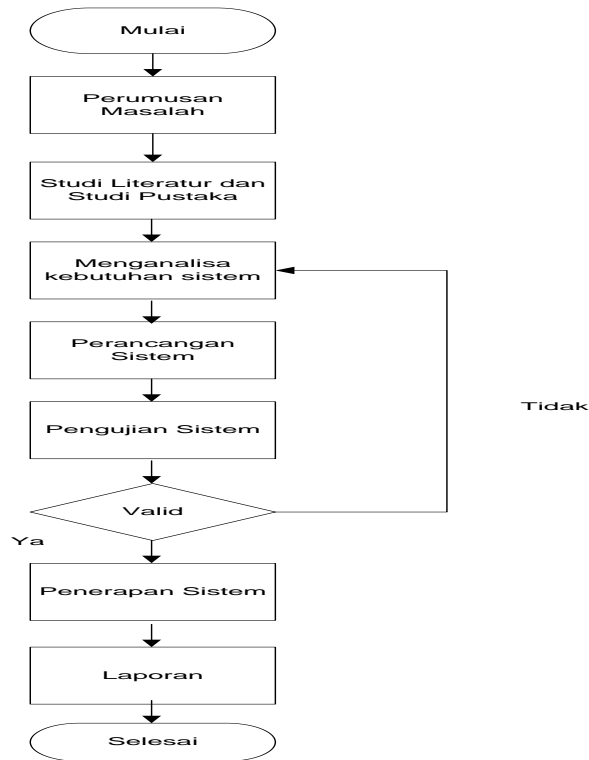 Mulai
Perumusan
Masalah
Studi Literatur dan
Studi Pustaka
Menganalisa
kebutuhan sistem
Perancangan
Sistem
Tidak
Pengujian Sistem
Valid
Ya
Penerapan Sistem
Laporan
Selesai